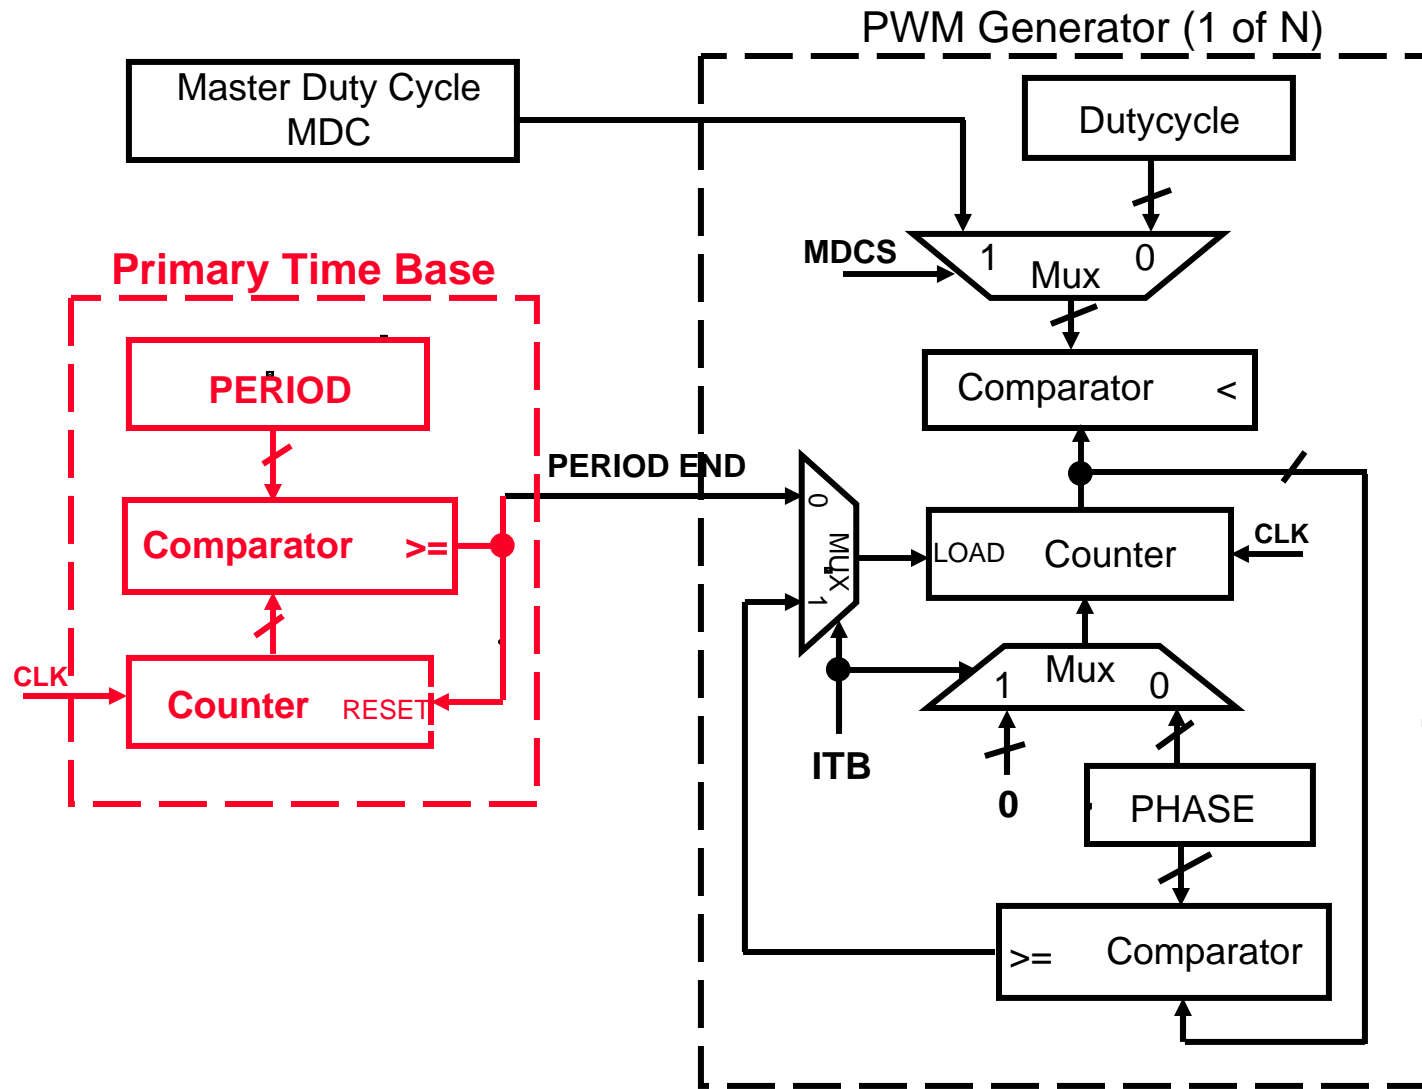 PWM Generator (1 of N)
Master Duty Cycle
MDC
Dutycycle
MDCS
1
Mux
0
Primary Time Base
PERIOD
Comparator <
PERIOD END
0
MUX
1
Comparator >=
LOAD Counter
CLK
CLK
Counter RESET
ITB
1
Mux
0
0
PHASE
>= Comparator